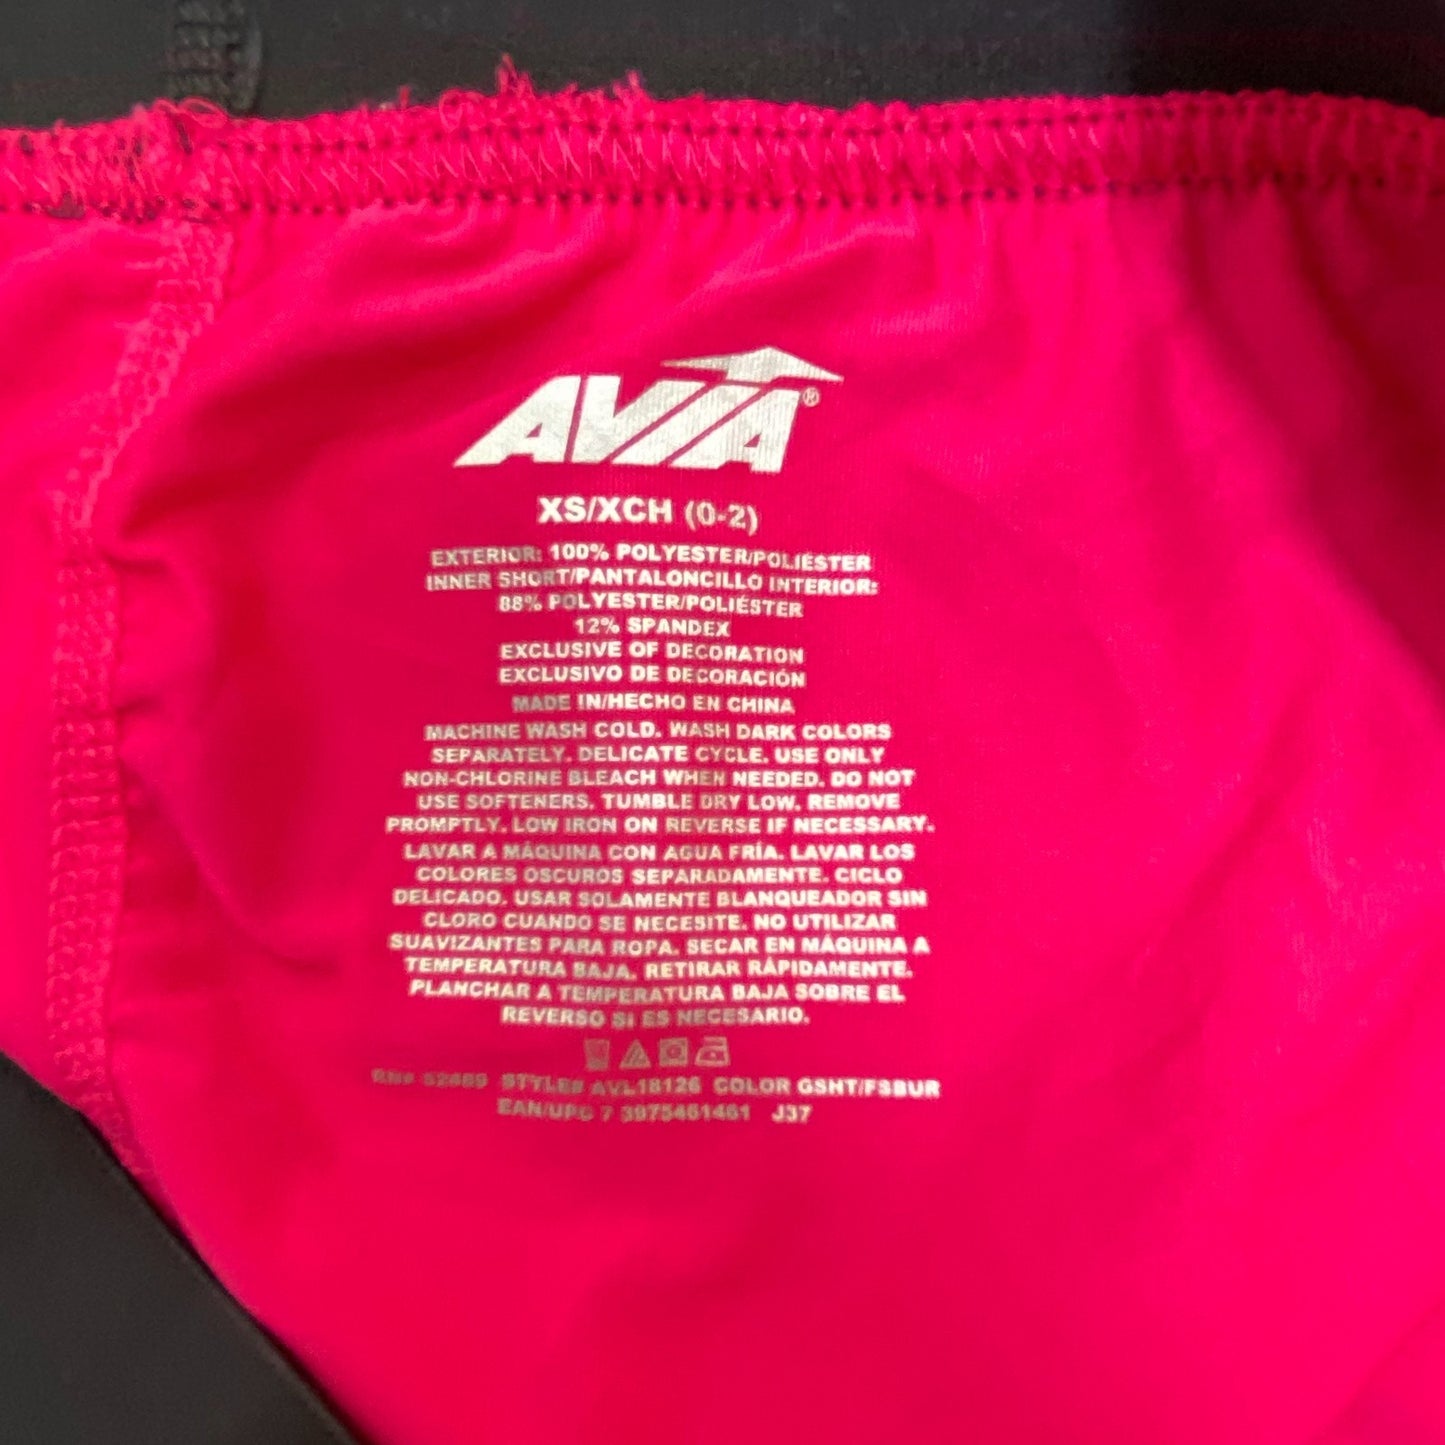 AVIA®
XS/XCH (0-2)
EXTERIOR: 100% POLYESTER/POLIÉSTER
INNER SHORT/PANTALONCILLO INTERIOR:
88% POLYESTER/POLIÉSTER
12% SPANDEX
EXCLUSIVE OF DECORATION
EXCLUSIVO DE DECORACIÓN
MADE IN/HECHO EN CHINA
MACHINE WASH COLD. WASH DARK COLORS
SEPARATELY. DELICATE CYCLE. USE ONLY
NON-CHLORINE BLEACH WHEN NEEDED. DO NOT
USE SOFTENERS. TUMBLE DRY LOW. REMOVE
PROMPTLY. LOW IRON ON REVERSE IF NECESSARY.
LAVAR A MÁQUINA CON AGUA FRÍA. LAVAR LOS
COLORES OSCUROS SEPARADAMENTE. CICLO
DELICADO. USAR SOLAMENTE BLANQUEADOR SIN
CLORO CUANDO SE NECESITE. NO UTILIZAR
SUAVIZANTES PARA ROPA. SECAR EN MÁQUINA A
TEMPERATURA BAJA. RETIRAR RÁPIDAMENTE.
PLANCHAR A TEMPERATURA BAJA SOBRE EL
REVERSO SI ES NECESARIO.
RN# STYLE# AVL18126 COLOR GSHT/FSBUR
EAN/UPC 7 3975461461 J37